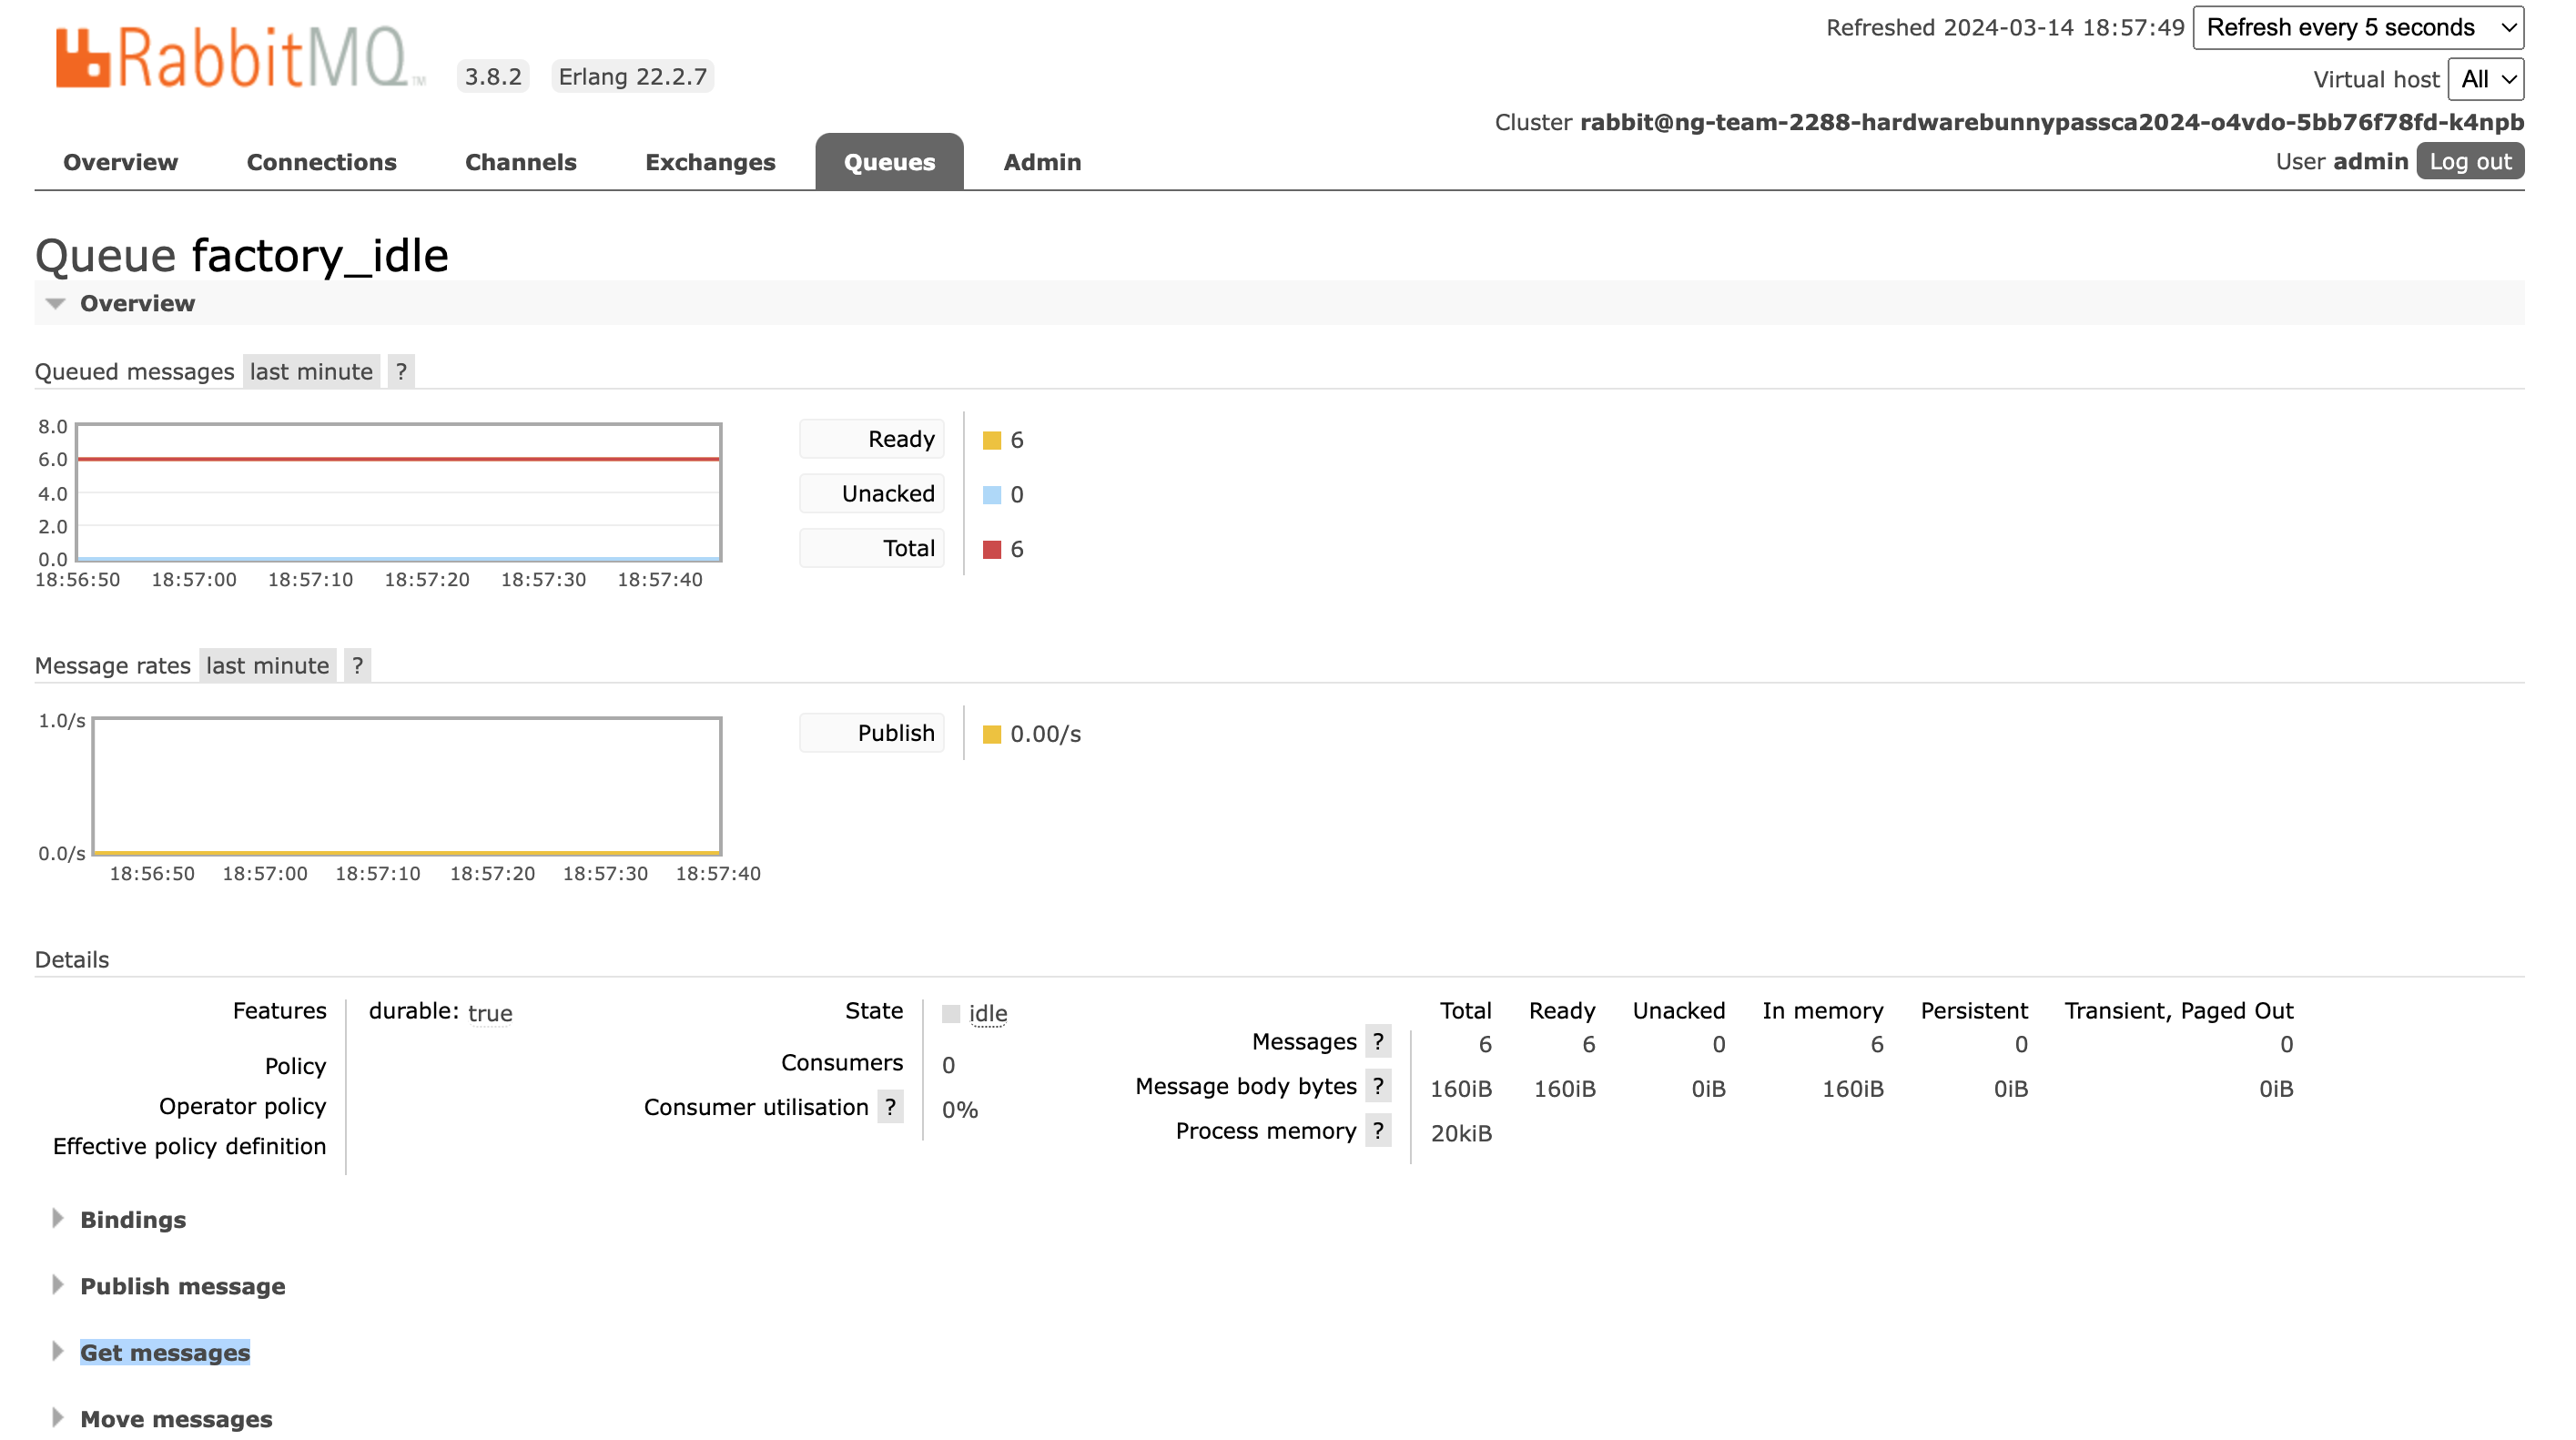 RabbitMQ TM 3.8.2 Erlang 22.2.7
Refreshed 2024-03-14 18:57:49 Refresh every 5 seconds
Virtual host All
Cluster rabbit@ng-team-2288-hardwarebunnypassca2024-o4vdo-5bb76f78fd-k4npb
User admin Log out
Overview Connections Channels Exchanges Queues Admin
Queue factory_idle
Overview
Queued messages last minute ?
8.0
6.0
4.0
2.0
0.0
18:56:50 18:57:00 18:57:10 18:57:20 18:57:30 18:57:40
Ready 6
Unacked 0
Total 6
Message rates last minute ?
1.0/s
0.0/s
18:56:50 18:57:00 18:57:10 18:57:20 18:57:30 18:57:40
Publish 0.00/s
Details
Features durable: true
Policy
Operator policy
Effective policy definition
State idle
Consumers 0
Consumer utilisation ? 0%
Total Ready Unacked In memory Persistent Transient, Paged Out
Messages ? 6 6 0 6 0 0
Message body bytes ? 160iB 160iB 0iB 160iB 0iB 0iB
Process memory ? 20kiB
Bindings
Publish message
Get messages
Move messages